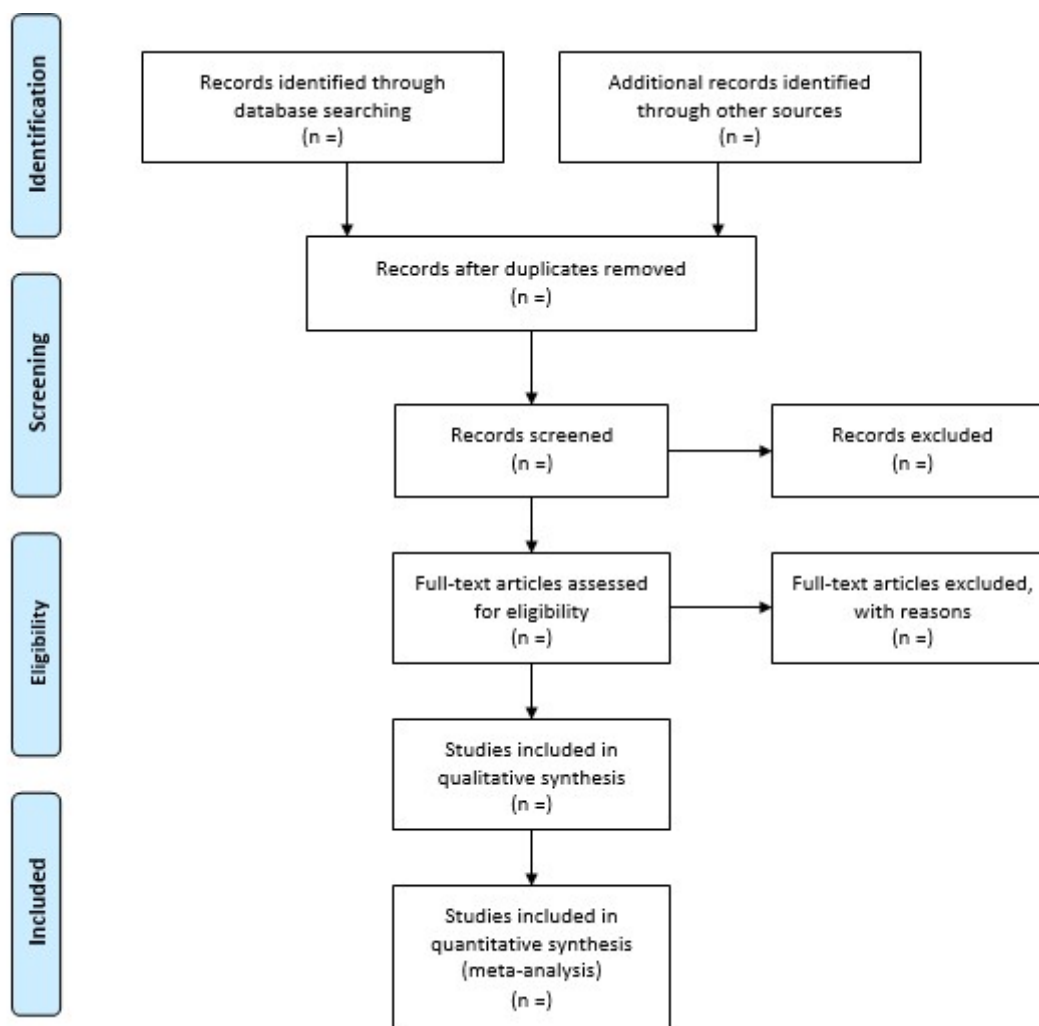 Identification
Records identified through
database searching
(n =)
Additional records identified
through other sources
(n =)
Records after duplicates removed
(n =)
Screening
Records screened
(n =)
Records excluded
(n =)
Eligibility
Full-text articles assessed
for eligibility
(n =)
Full-text articles excluded,
with reasons
(n =)
Studies included in
qualitative synthesis
(n =)
Included
Studies included in
quantitative synthesis
(meta-analysis)
(n =)